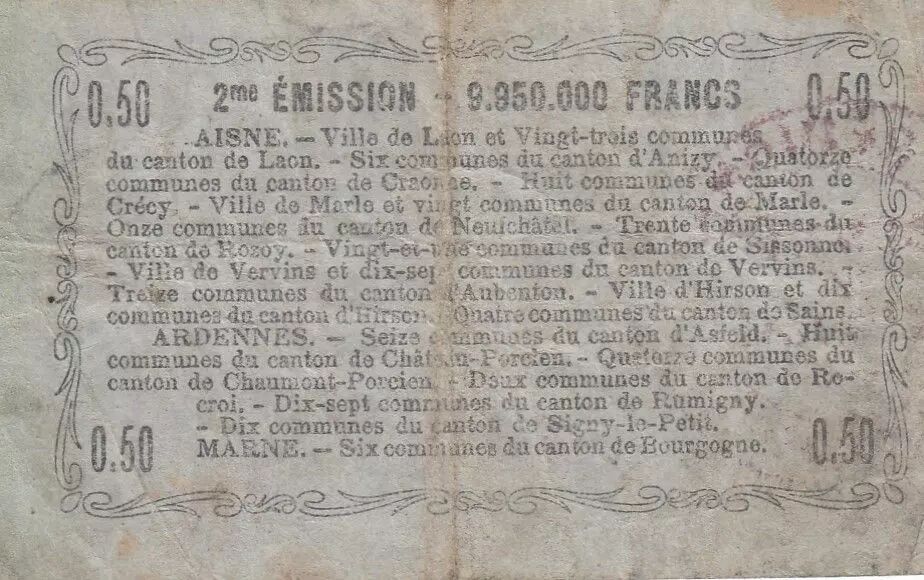 0.50 2me ÉMISSION - 9.950.000 FRANCS 0.50
AISNE. — Ville de Laon et Vingt-trois communes
du canton de Laon. - Six communes du canton d'Anizy. - Quatorze
communes du canton de Craonne. - Huit communes du canton de
Crécy. - Ville de Marle et vingt communes du canton de Marle. -
Onze communes du canton de Neufchâtel. - Trente communes du
canton de Rozoy. - Vingt-et-une communes du canton de Sissonne.
- Ville de Vervins et dix-sept communes du canton de Vervins. -
Treize communes du canton d'Aubenton. - Ville d'Hirson et dix
communes du canton d'Hirson. - Quatre communes du canton de Sains.
ARDENNES. - Seize communes du canton d'Asfeld. - Huit
communes du canton de Château-Porcien. - Quatorze communes du
canton de Chaumont-Porcien. - Deux communes du canton de Ro-
croi. - Dix-sept communes du canton de Rumigny.
- Dix communes du canton de Signy-le-Petit.
0.50 MARNE. — Six communes du canton de Bourgogne. 0.50